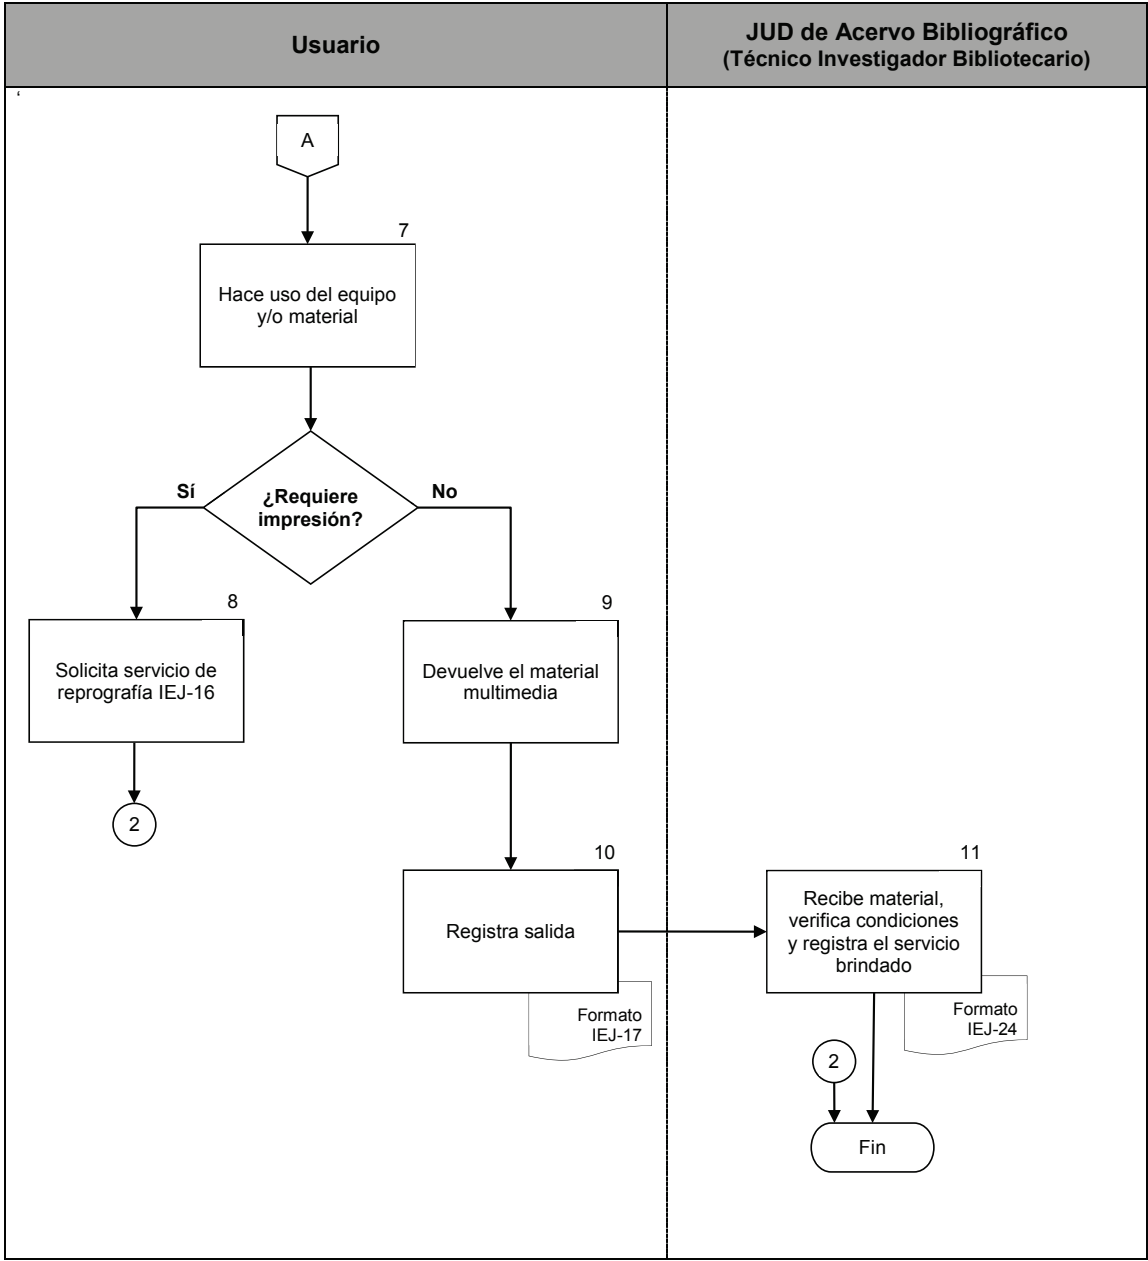 Usuario
JUD de Acervo Bibliográfico
(Técnico Investigador Bibliotecario)
‘
A
7
Hace uso del equipo
y/o material
¿Requiere
impresión?
Sí
No
8
Solicita servicio de
reprografía IEJ-16
2
9
Devuelve el material
multimedia
10
Registra salida
Formato
IEJ-17
11
Recibe material,
verifica condiciones
y registra el servicio
brindado
Formato
IEJ-24
2
Fin